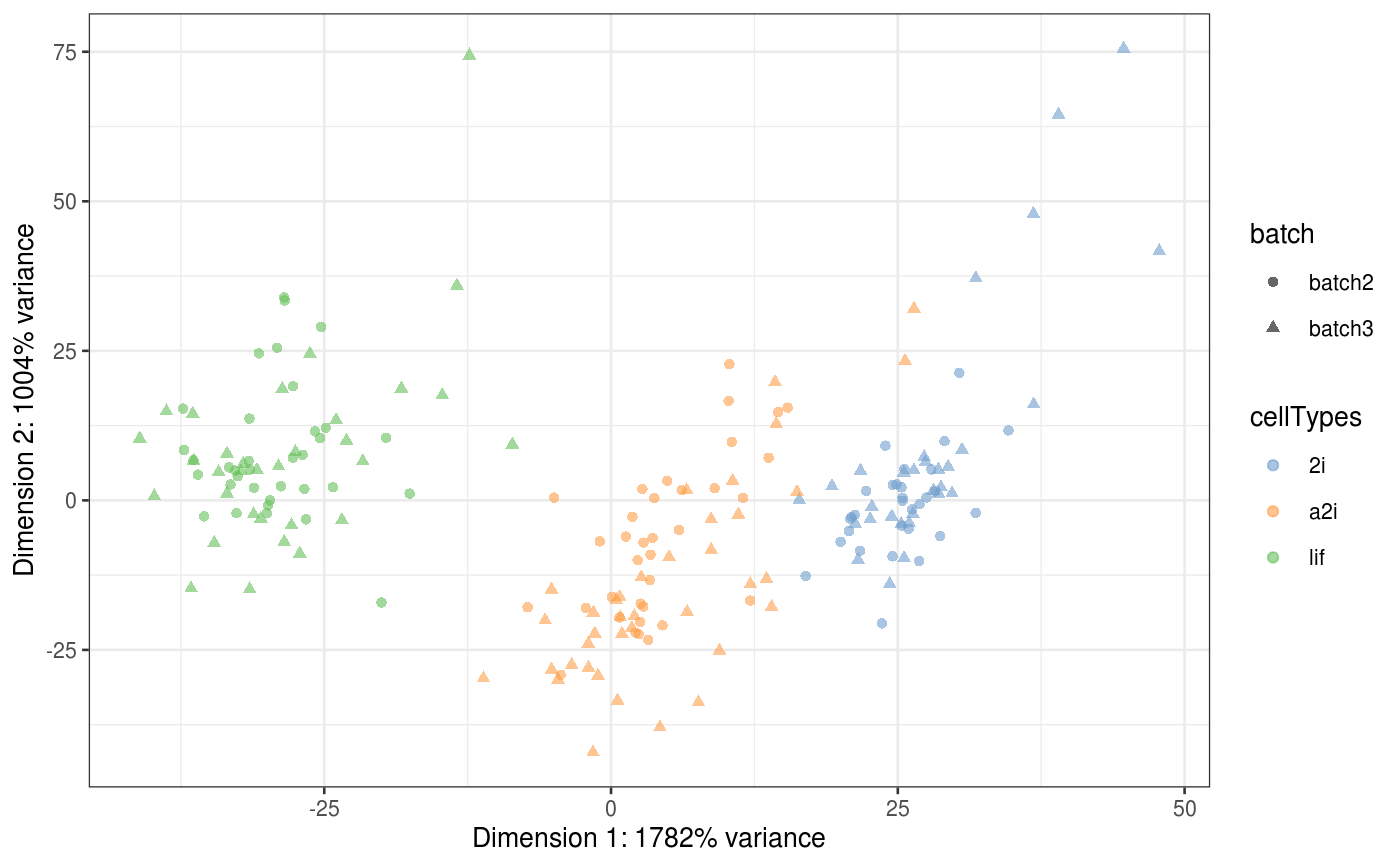 75
50
25
0
-25
-25
0
25
50
Dimension 2: 1004% variance
Dimension 1: 1782% variance
batch
batch2
batch3
cellTypes
2i
a2i
lif